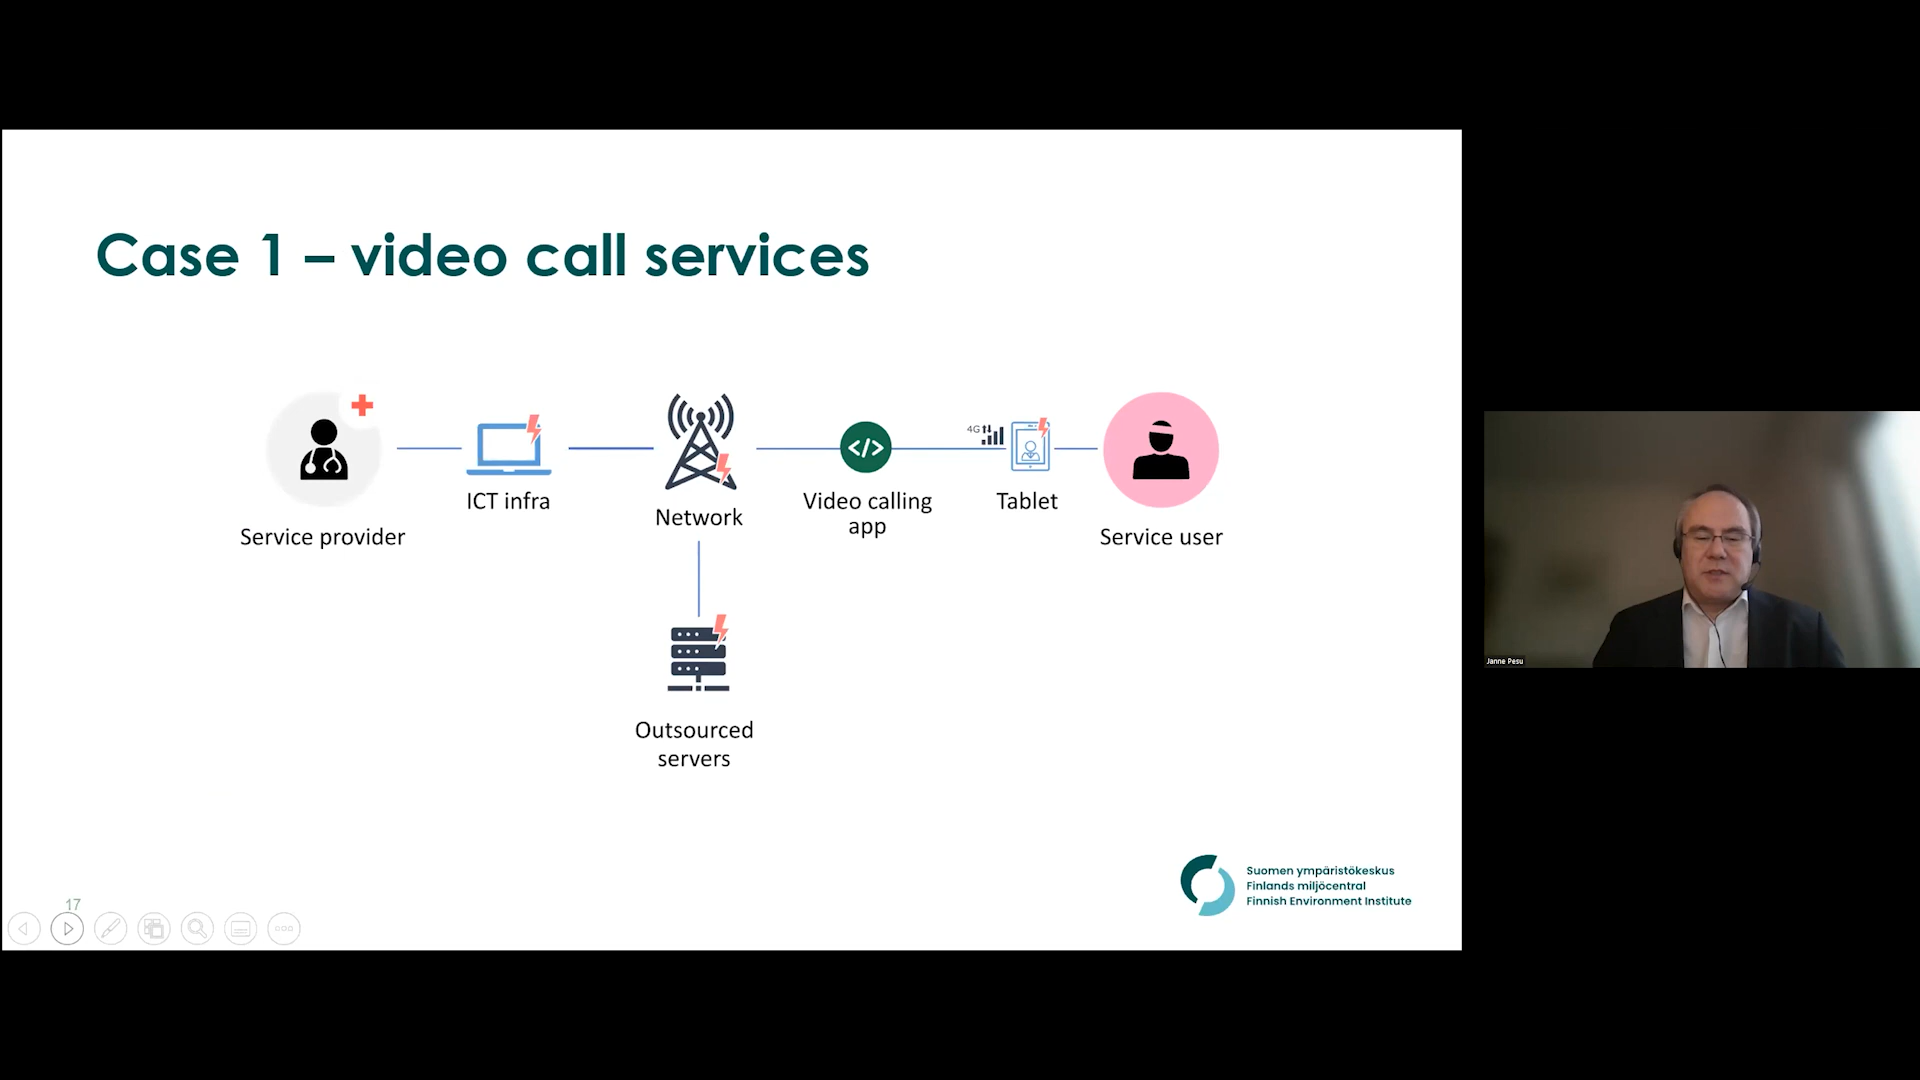 Case 1 – video call services
4G
ICT infra
Network
Video calling
app
Tablet
Service provider
Service user
Outsourced
servers
Suomen ympäristökeskus
Finlands miljöcentral
Finnish Environment Institute
17
Janne Pesu